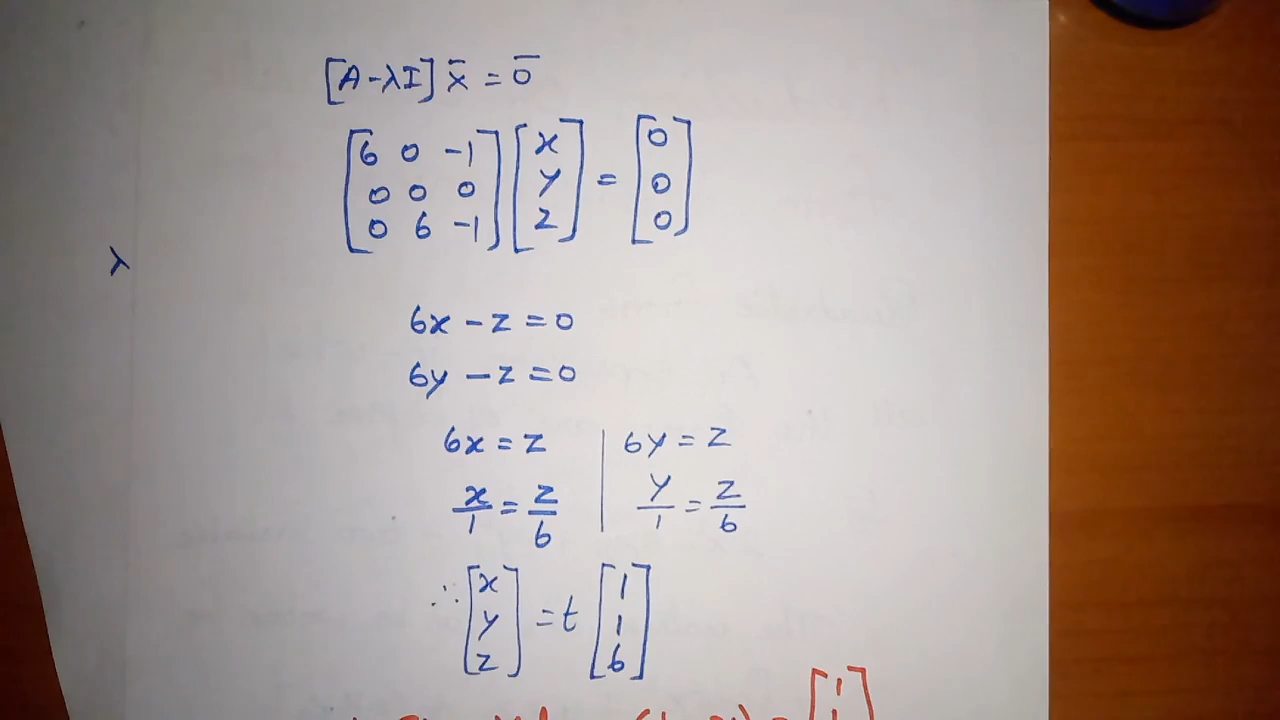 [A-λI] x̄ = 0̄
[6 0 -1] [x] = [0]
[0 0 0] [y] [0]
[0 6 -1] [z] [0]
λ
6x - z = 0
6y - z = 0
6x = z | 6y = z
x/1 = z/6 | y/1 = z/6
∴ [x] = t [1]
[y] [1]
[z] [6]